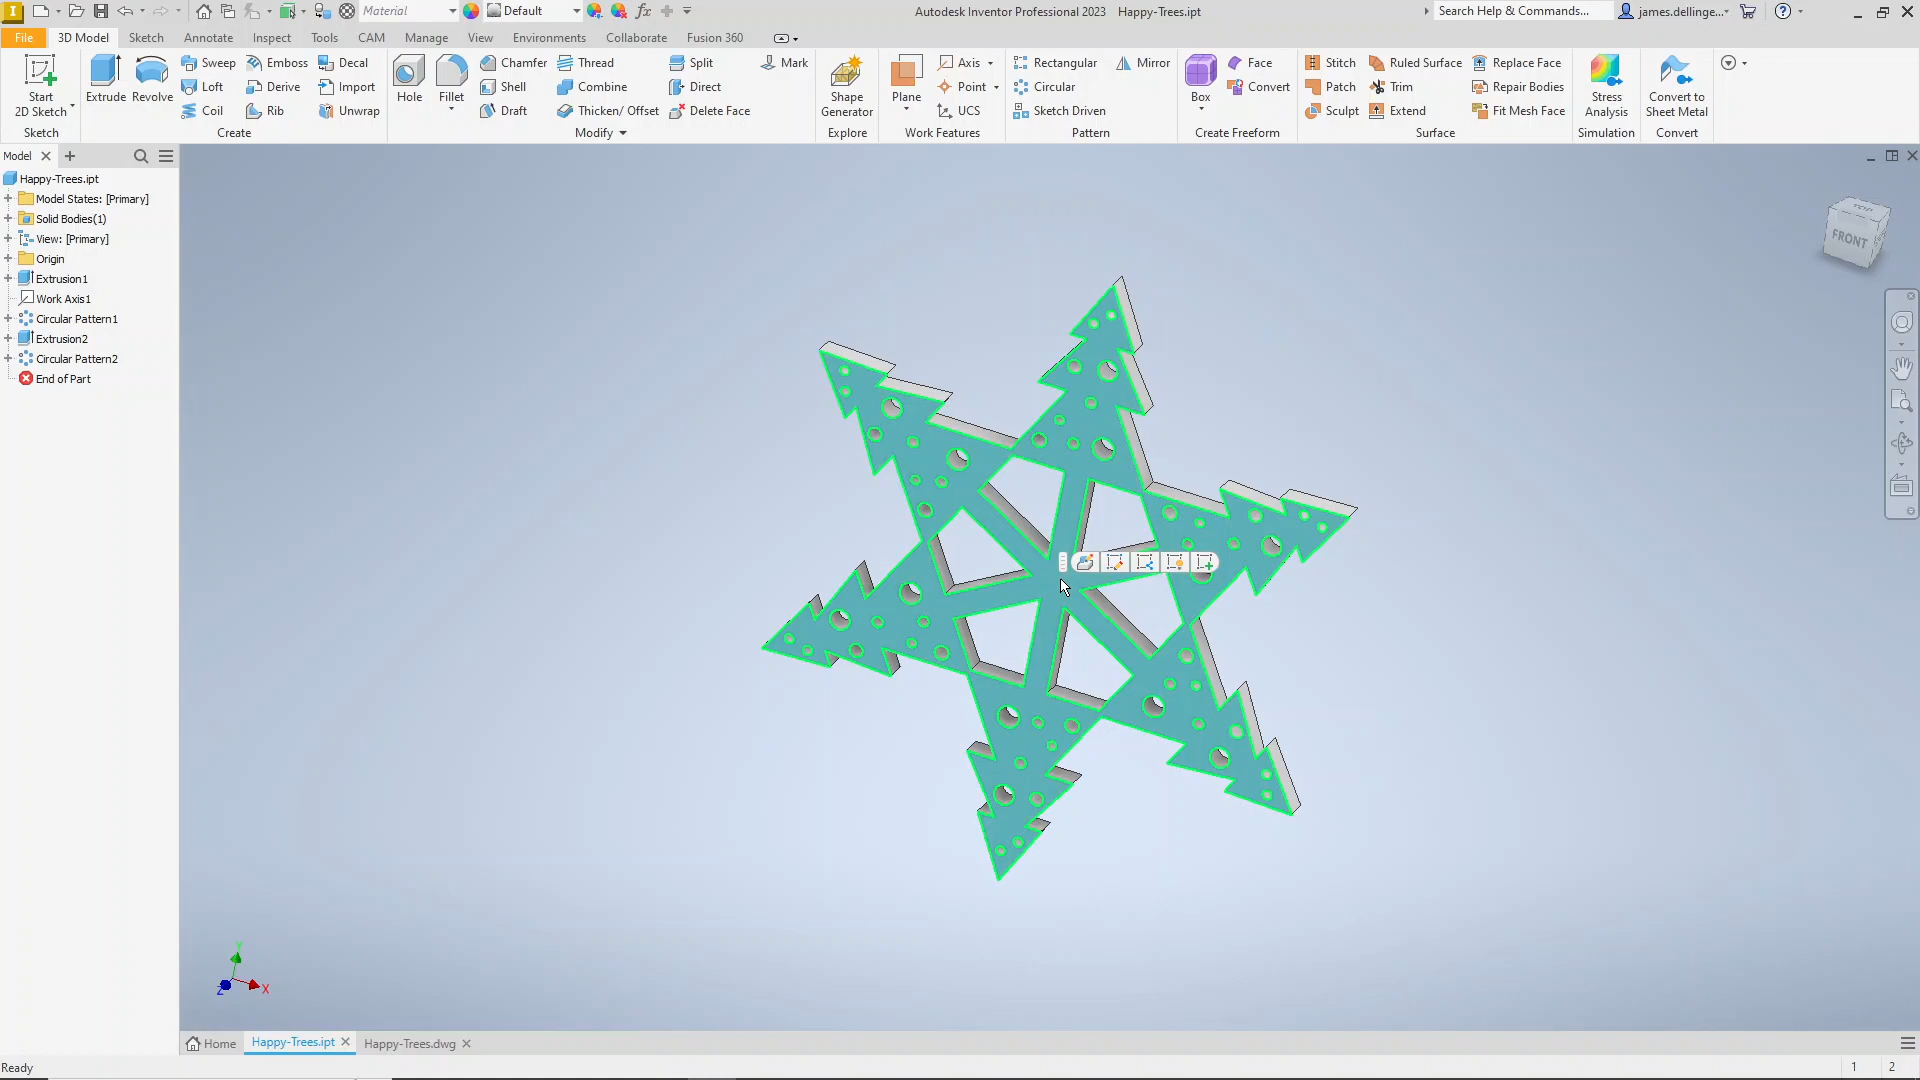 Material Default fx Autodesk Inventor Professional 2023 Happy-Trees.ipt Search Help & Commands... james.dellinge...
File 3D Model Sketch Annotate Inspect Tools CAM Manage View Environments Collaborate Fusion 360
Start 2D Sketch
Sketch
Extrude Revolve
Sweep Emboss Decal
Loft Derive Import
Coil Rib Unwrap
Create
Hole Fillet
Chamfer Thread Split Mark
Shell Combine Direct
Draft Thicken/ Offset Delete Face
Modify
Shape Generator
Explore
Plane
Axis
Point
UCS
Work Features
Rectangular Mirror
Circular
Sketch Driven
Pattern
Box
Face
Convert
Create Freeform
Stitch Ruled Surface Replace Face
Patch Trim Repair Bodies
Sculpt Extend Fit Mesh Face
Surface
Stress Analysis
Simulation
Convert to Sheet Metal
Convert
Model
Happy-Trees.ipt
Model States: [Primary]
Solid Bodies(1)
View: [Primary]
Origin
Extrusion1
Work Axis1
Circular Pattern1
Extrusion2
Circular Pattern2
End of Part
TOP
FRONT
Y
Z
X
Home Happy-Trees.ipt Happy-Trees.dwg
Ready 1 2